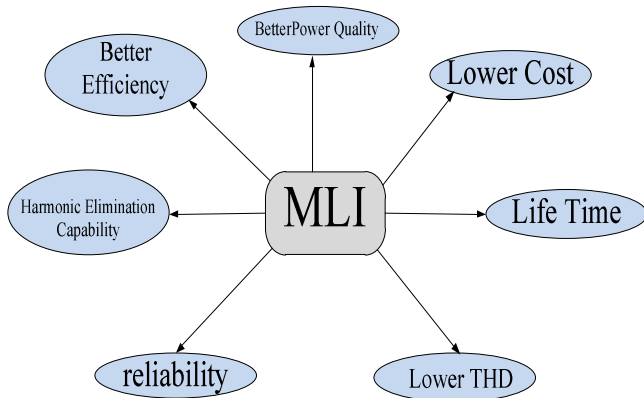 BetterPower Quality
Better
Efficiency
Lower Cost
MLI
Harmonic Elimination
Capability
Life Time
reliability
Lower THD